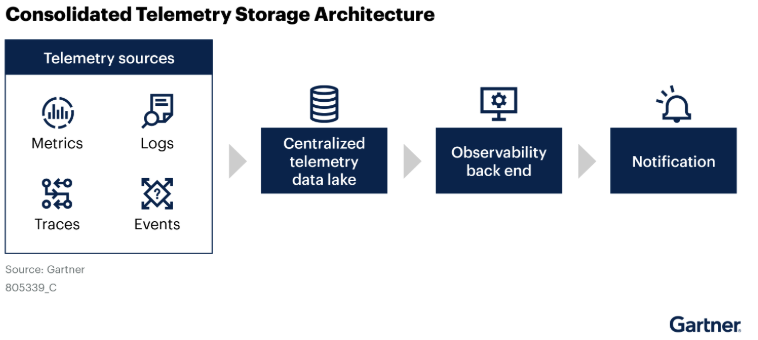 Consolidated Telemetry Storage Architecture
Telemetry sources
Metrics
Logs
Traces
Events
Centralized
telemetry
data lake
Observability
back end
Notification
Source: Gartner
805339_C
Gartner.